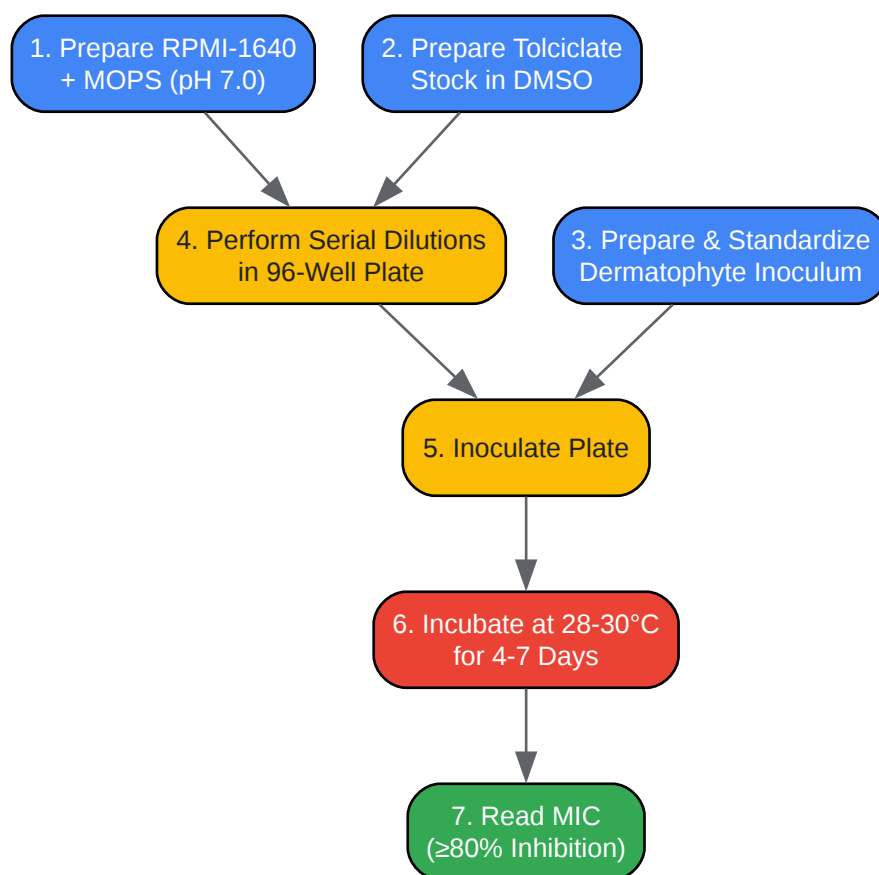 1. Prepare RPMI-1640
+ MOPS (pH 7.0)
2. Prepare Tolciclate
Stock in DMSO
4. Perform Serial Dilutions
in 96-Well Plate
3. Prepare & Standardize
Dermatophyte Inoculum
5. Inoculate Plate
6. Incubate at 28-30°C
for 4-7 Days
7. Read MIC
(≥80% Inhibition)